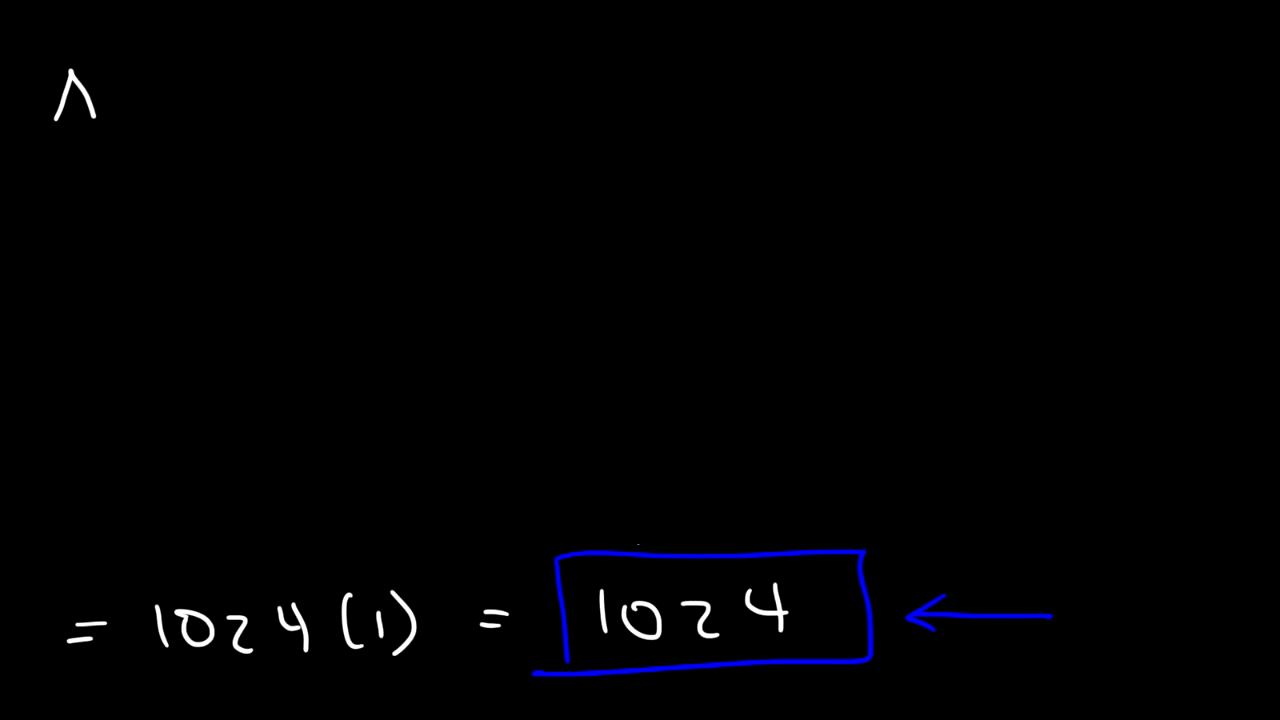 ∧
= 1024 (1) = 1024